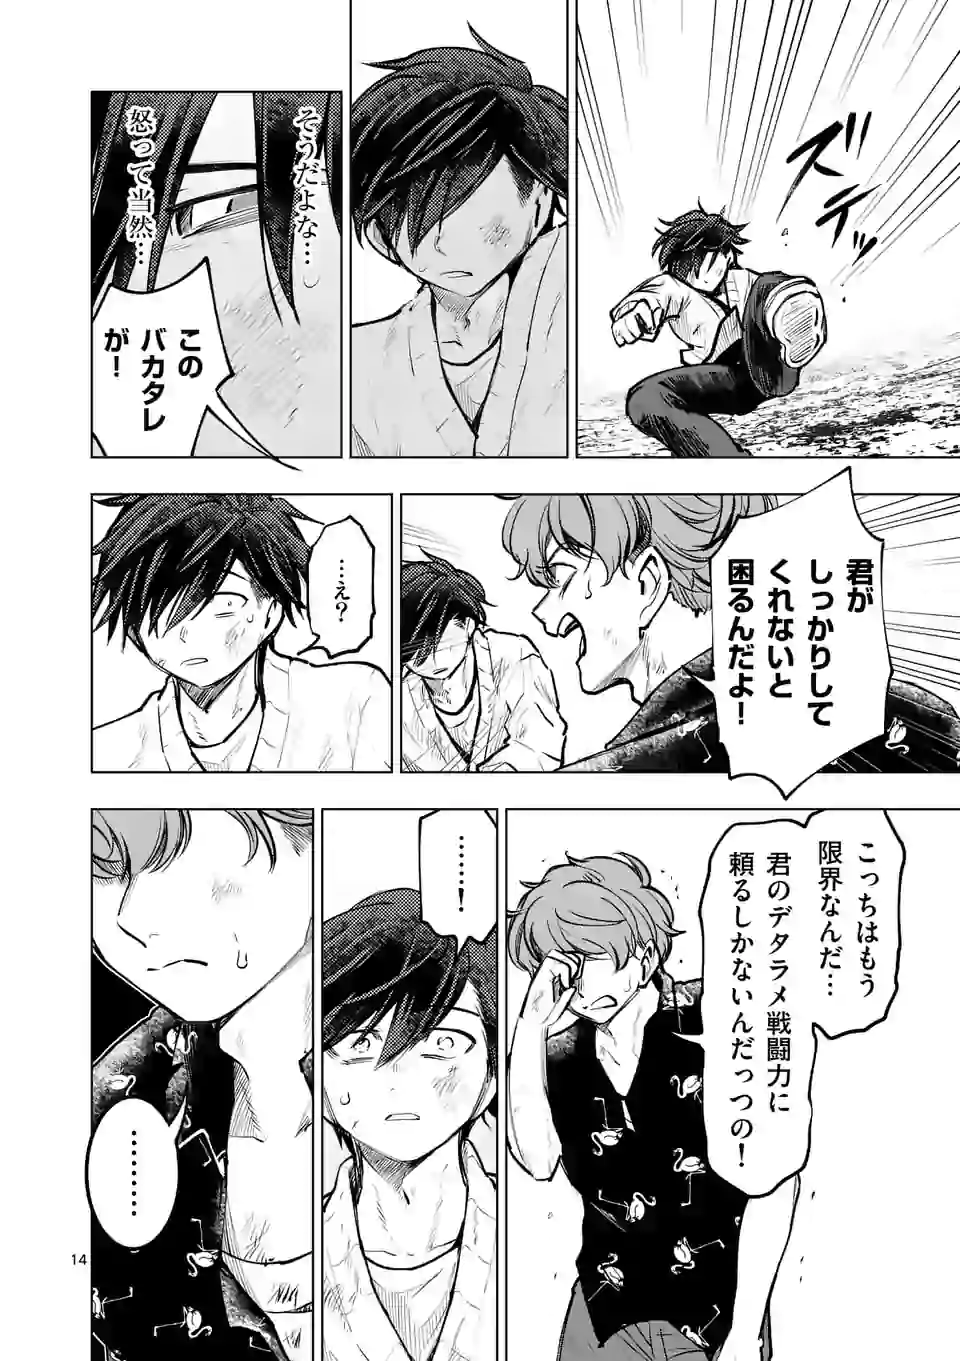 ズテッ
そうだよな…
怒って当然…
この
バカタレ
が！
君が
しっかりして
くれないと
困るんだよ！
…え？
こっちはもう
限界なんだ…
君のデタラメ戦闘力に
頼るしかないんだっつの！
……！
………
14